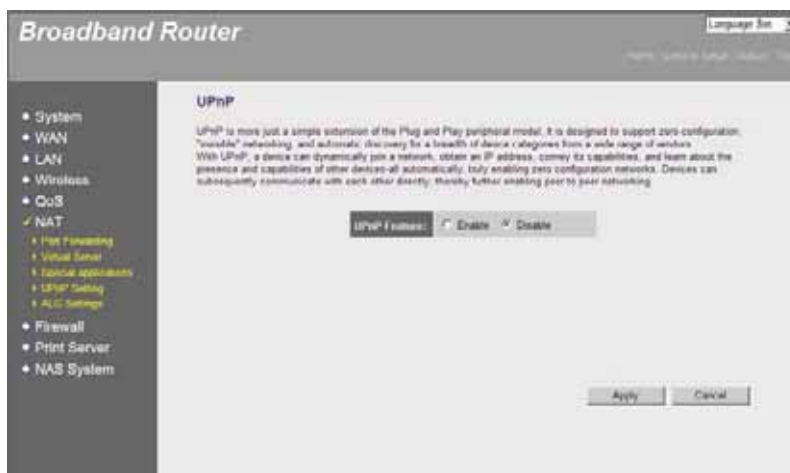 Broadband Router
Language Bar
System
WAN
LAN
Wireless
QoS
NAT
Port Forwarding
Virtual Server
Special applications
UPnP Setting
ALG Settings
Firewall
Print Server
NAS System
UPnP
UPnP is more just a simple extension of the Plug and Play peripheral model. It is designed to support zero-configuration,
"invisible" networking, and automatic discovery for a breadth of device categories from a wide range of vendors.
With UPnP, a device can dynamically join a network, obtain an IP address, convey its capabilities, and learn about the
presence and capabilities of other devices-all automatically, truly enabling zero configuration networks. Devices can
subsequently communicate with each other directly, thereby further enabling peer to peer networking.
UPnP Feature: Enable Disable
Apply Cancel